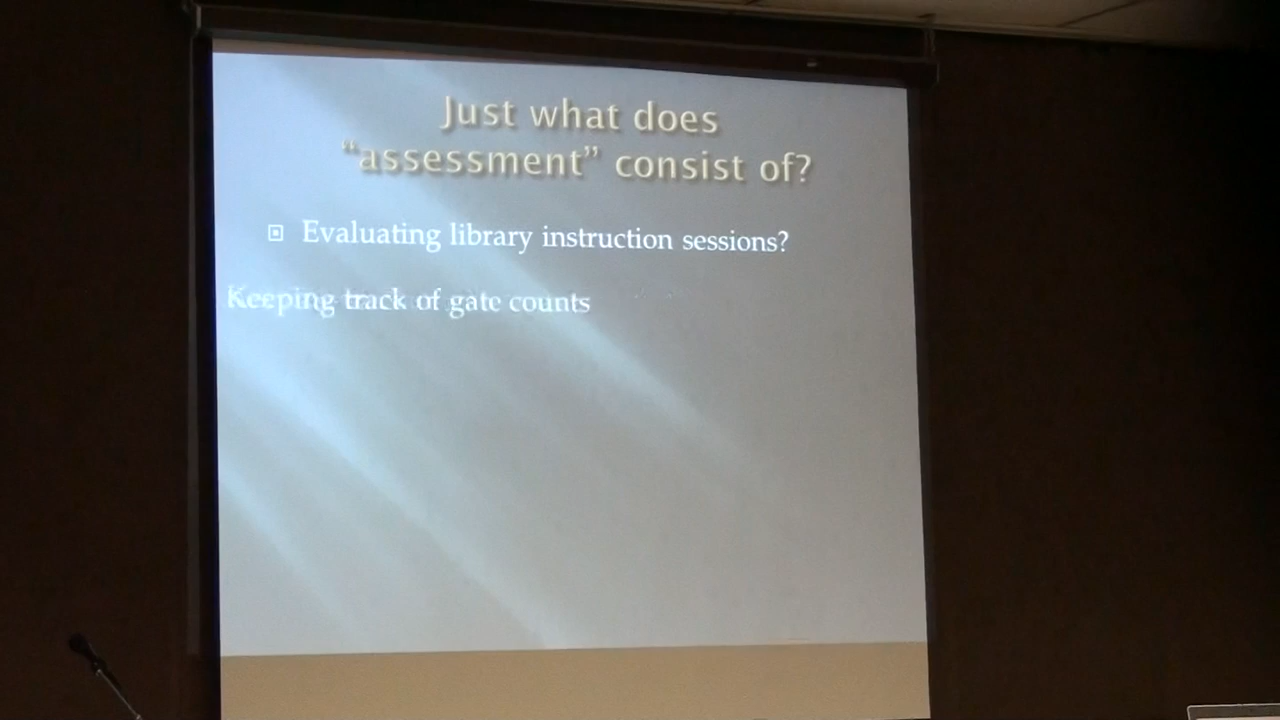 Just what does
“assessment” consist of?
Evaluating library instruction sessions?
Keeping track of gate counts